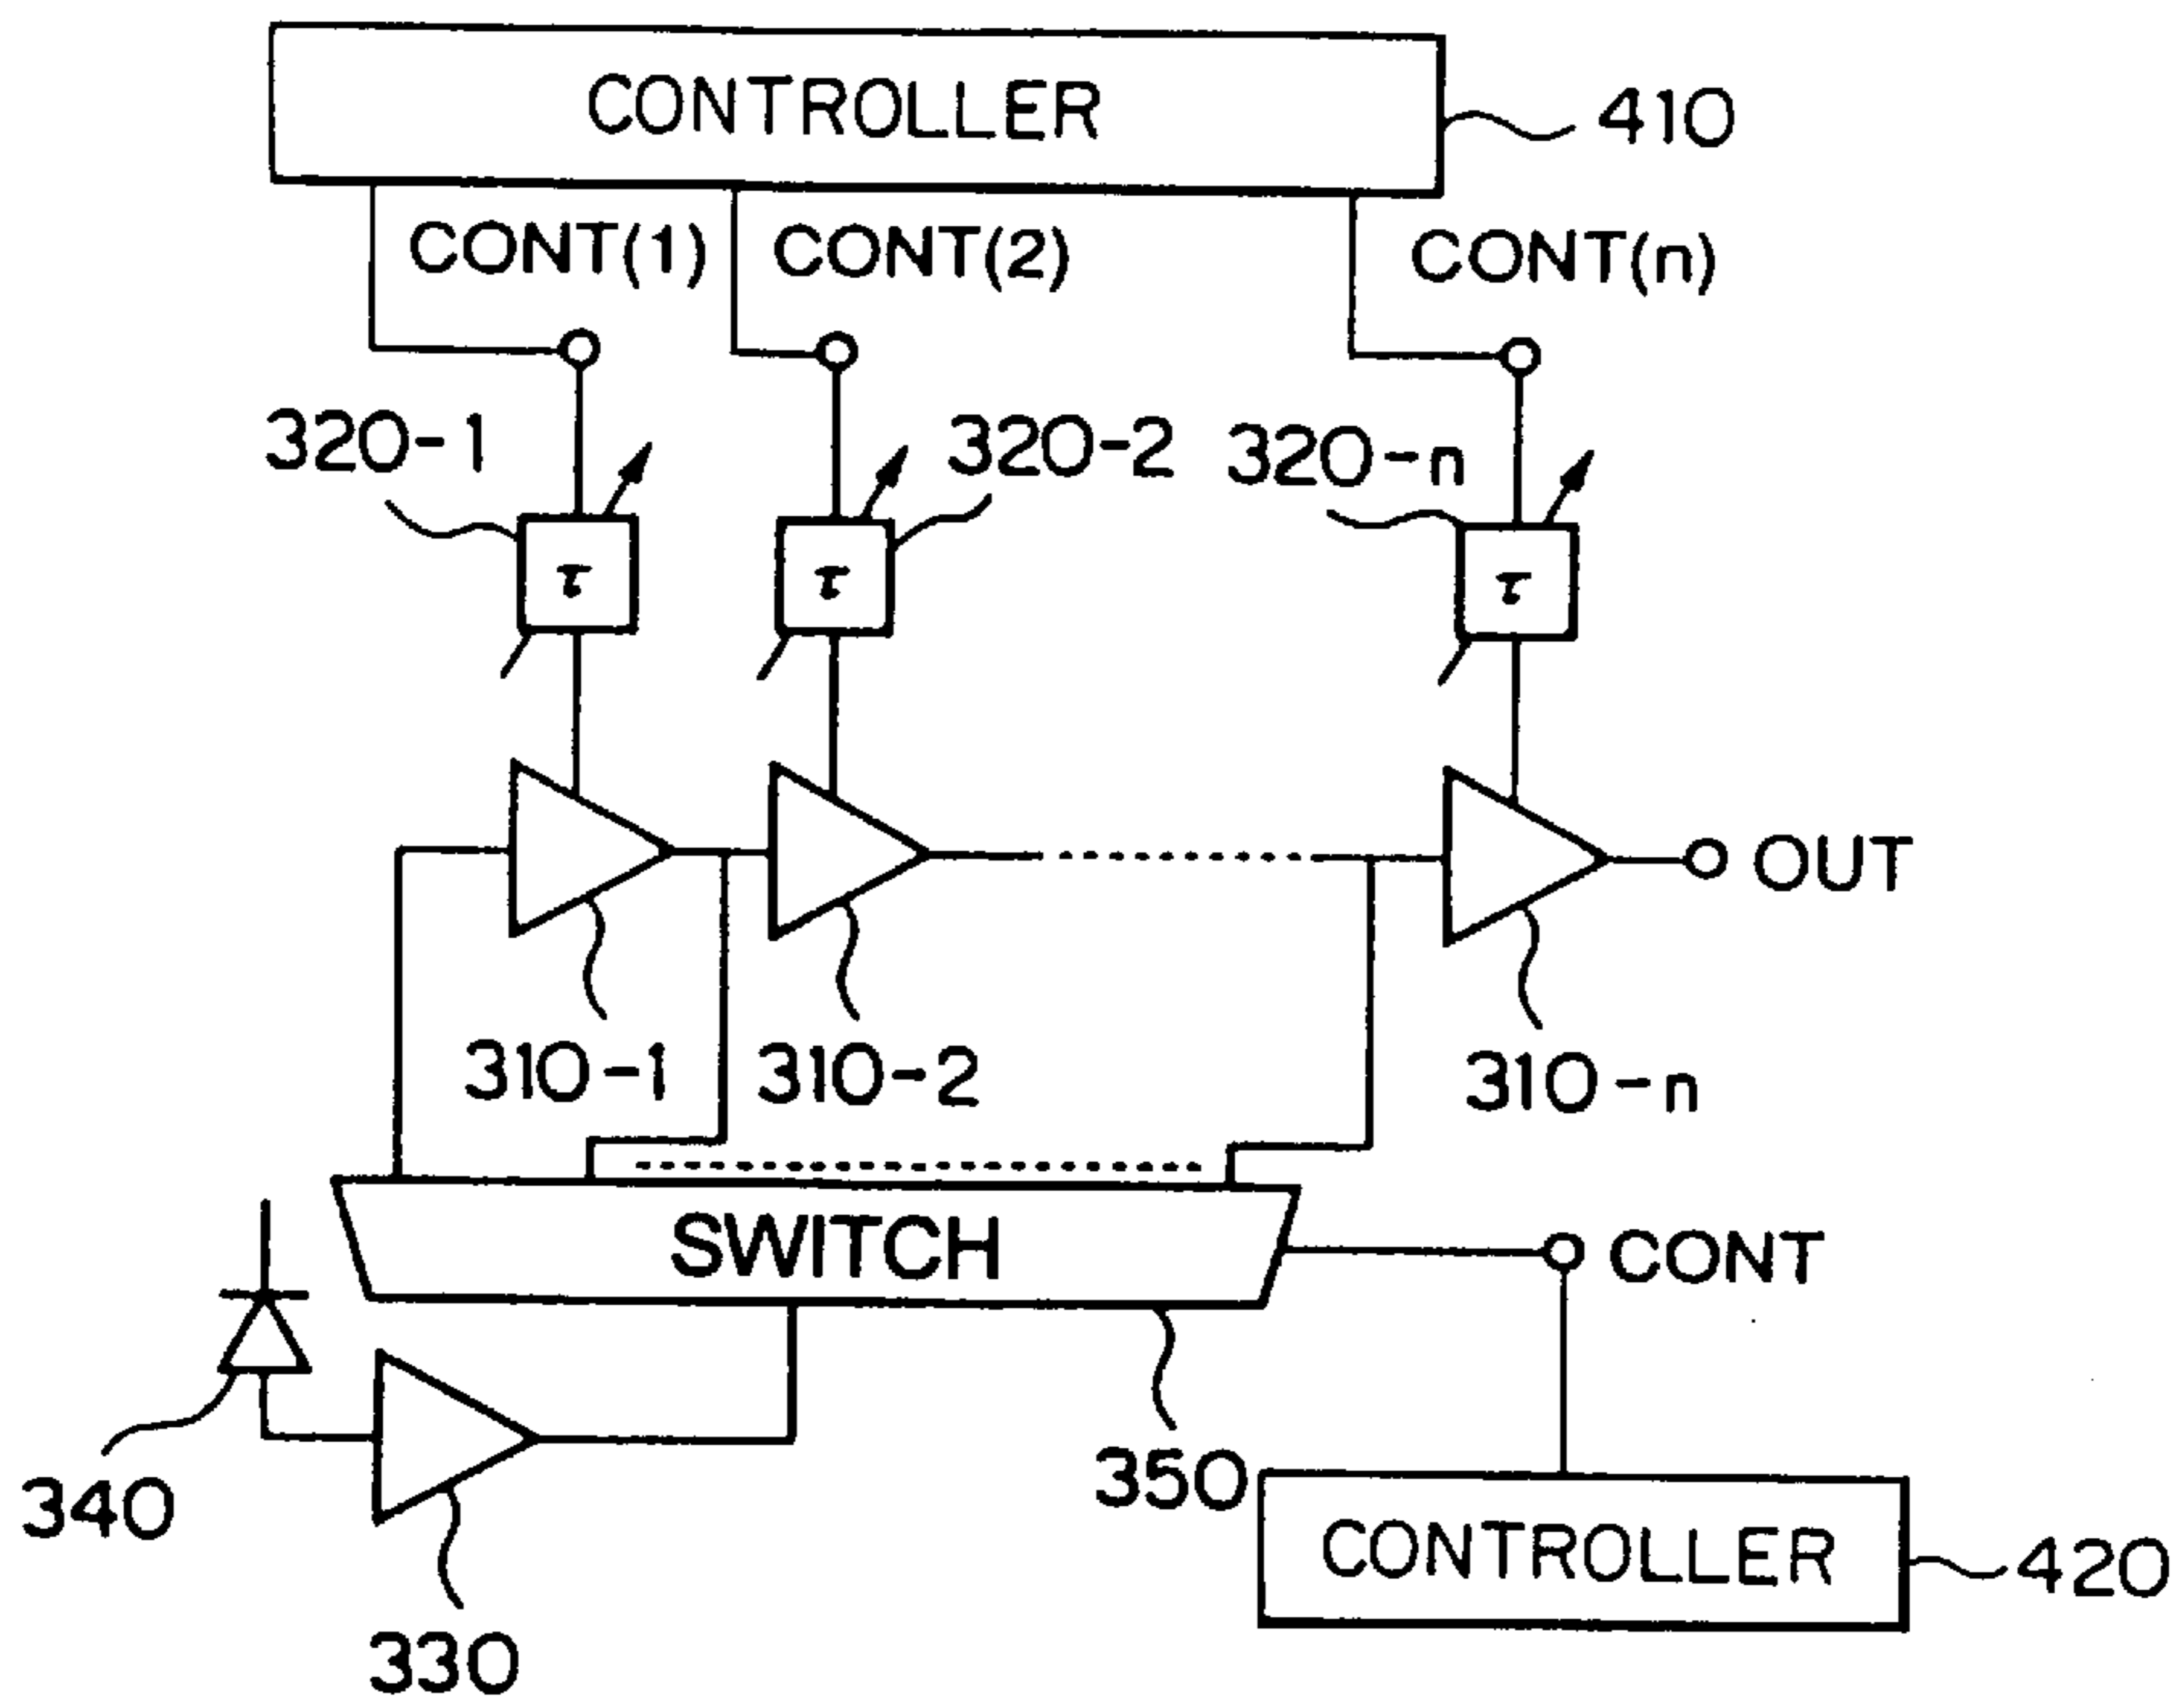 CONTROLLER
410
CONT(1)
CONT(2)
CONT(n)
320-1
320-2
320-n
τ
τ
τ
OUT
310-1
310-2
310-n
SWITCH
CONT
340
350
CONTROLLER
420
330